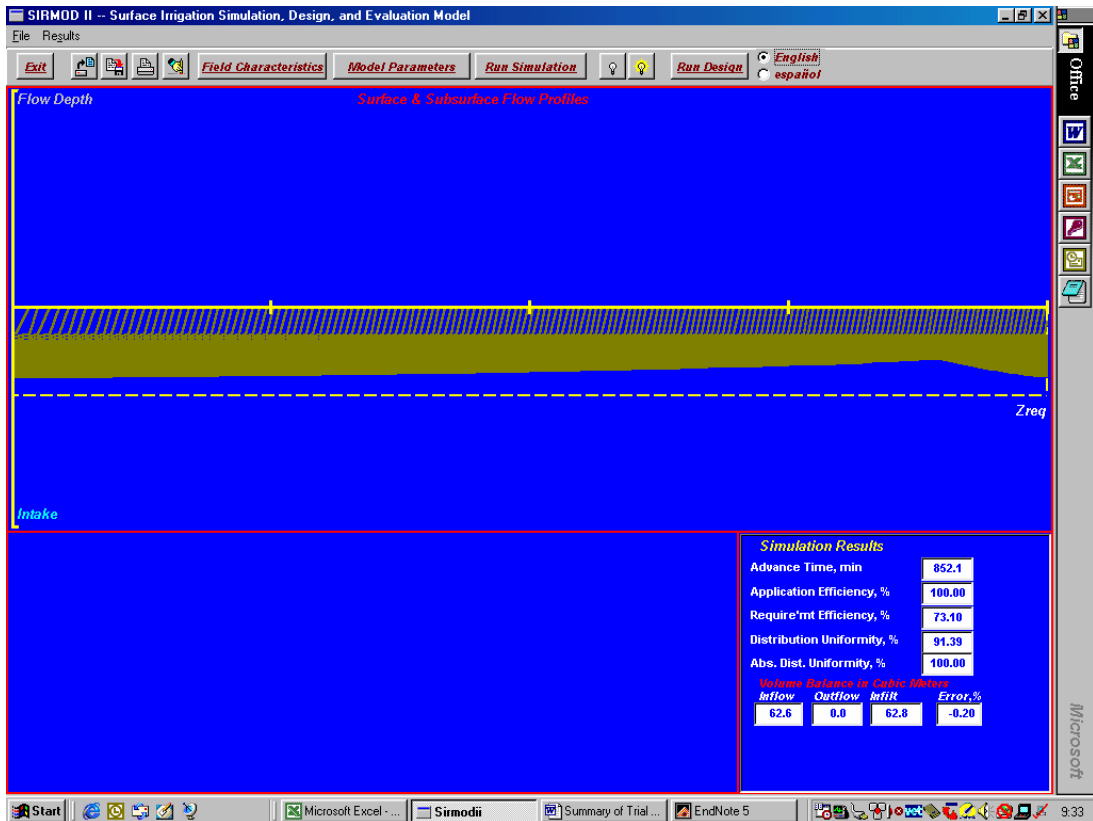 SIRMOD II -- Surface Irrigation Simulation, Design, and Evaluation Model
File Results
Exit Field Characteristics Model Parameters Run Simulation Run Design English
español
Office
Flow Depth Surface & Subsurface Flow Profiles
Zreq
Intake
Simulation Results
Advance Time, min 852.1
Application Efficiency, % 100.00
Require'mt Efficiency, % 73.10
Distribution Uniformity, % 91.39
Abs. Dist. Uniformity, % 100.00
Volume Balance in Cubic Meters
Inflow Outflow Infilt Error,%
62.6 0.0 62.8 -0.20
Microsoft
Start Microsoft Excel - ... Sirmodii Summary of Trial ... EndNote 5 9:33